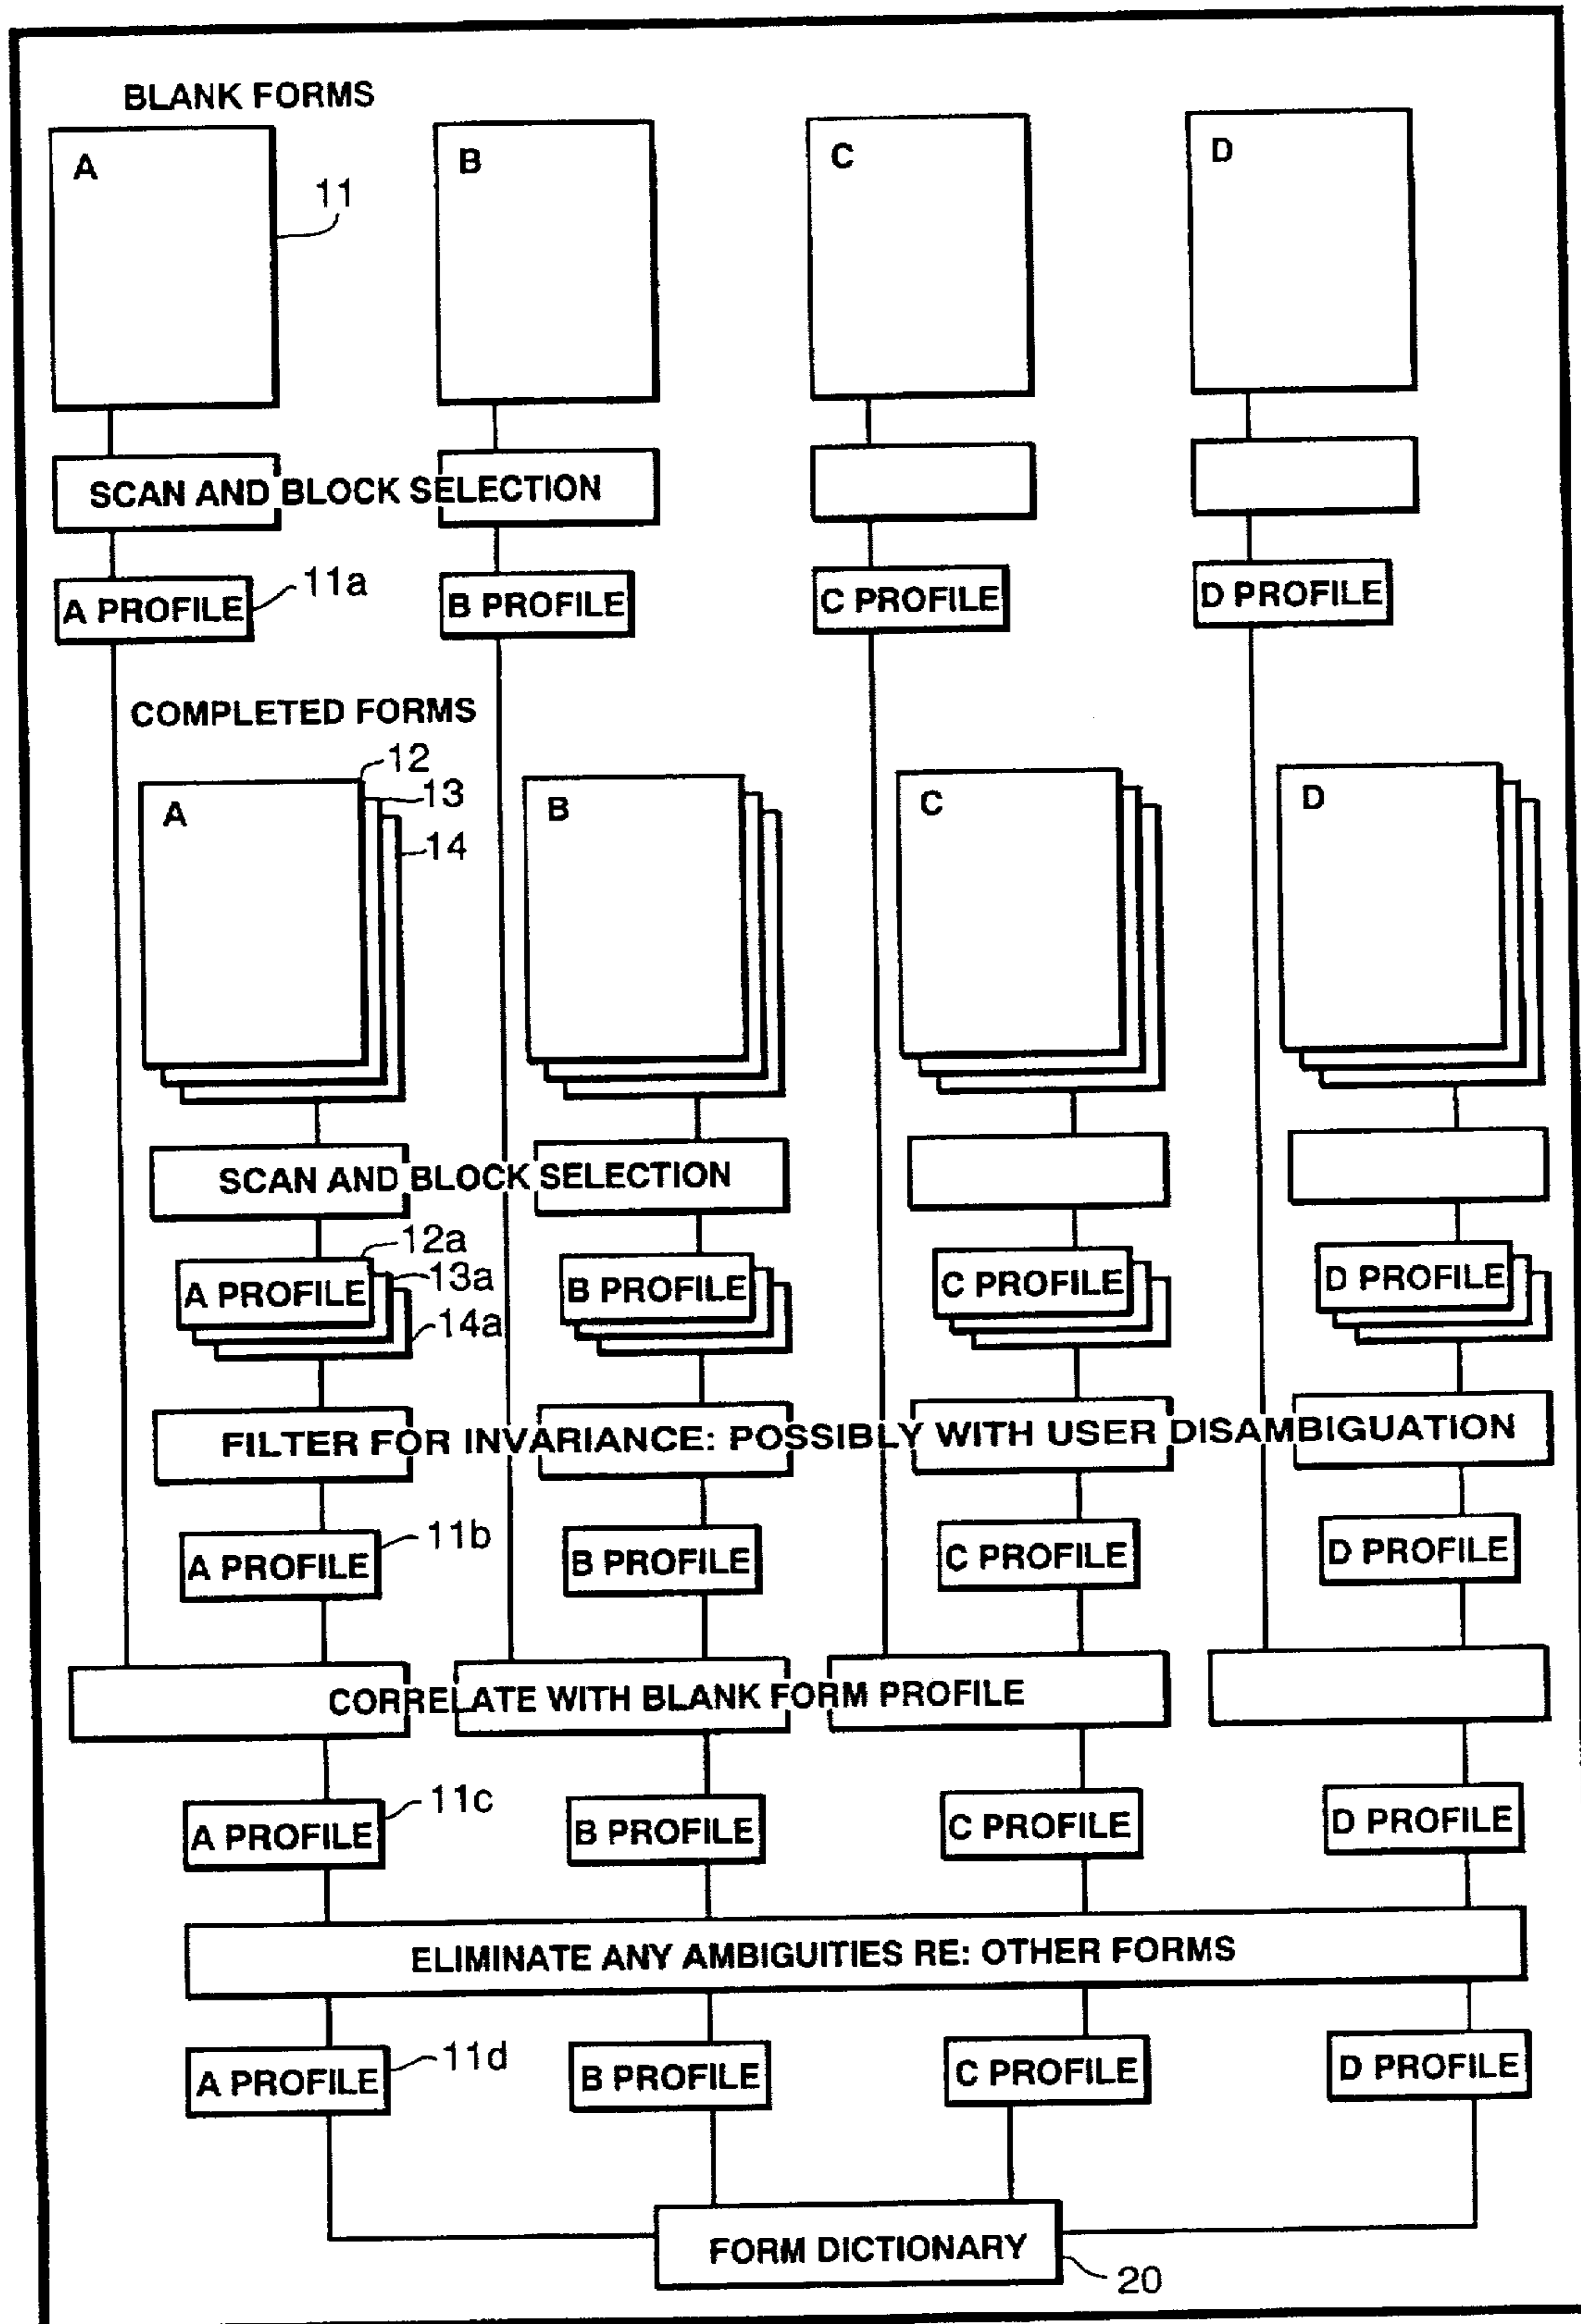 BLANK FORMS
A B C D
11
SCAN AND BLOCK SELECTION
A PROFILE 11a B PROFILE C PROFILE D PROFILE
COMPLETED FORMS
12
13
A B C D
14
SCAN AND BLOCK SELECTION
12a
13a
A PROFILE B PROFILE C PROFILE D PROFILE
14a
FILTER FOR INVARIANCE: POSSIBLY WITH USER DISAMBIGUATION
11b
A PROFILE B PROFILE C PROFILE D PROFILE
CORRELATE WITH BLANK FORM PROFILE
11c
A PROFILE B PROFILE C PROFILE D PROFILE
ELIMINATE ANY AMBIGUITIES RE: OTHER FORMS
11d
A PROFILE B PROFILE C PROFILE D PROFILE
FORM DICTIONARY
20